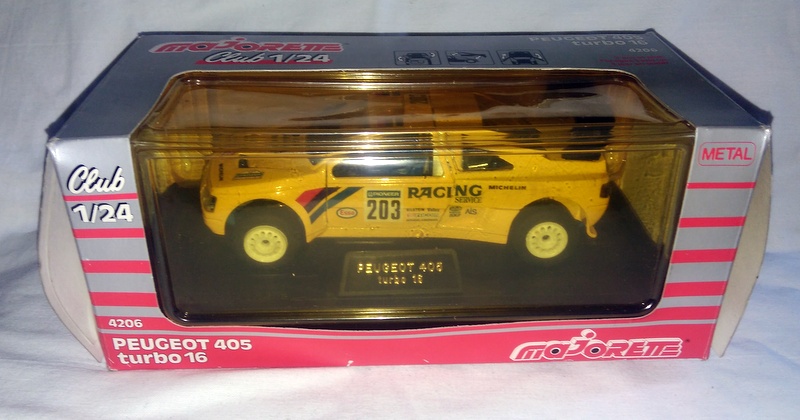 MAJORETTE
Club 1/24
PEUGEOT 405
turbo 16
4206
METAL
Club
1/24
PIONEER
203
Esso
RACING
SERVICE
MICHELIN
PEUGEOT 405
turbo 16
4206
PEUGEOT 405
turbo 16
MAJORETTE